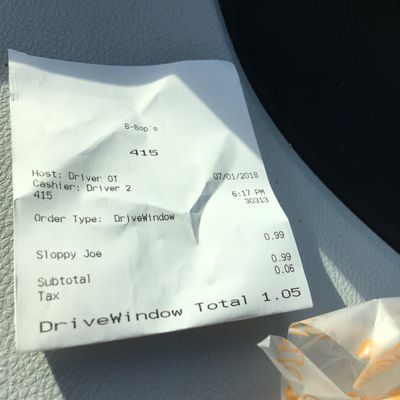 B-Bop's
415
Host: Driver OT 07/01/2018
Cashier: Driver 2 6:17 PM
415 30313
Order Type: DriveWindow
Sloppy Joe 0.99
Subtotal 0.99
Tax 0.06
DriveWindow Total 1.05